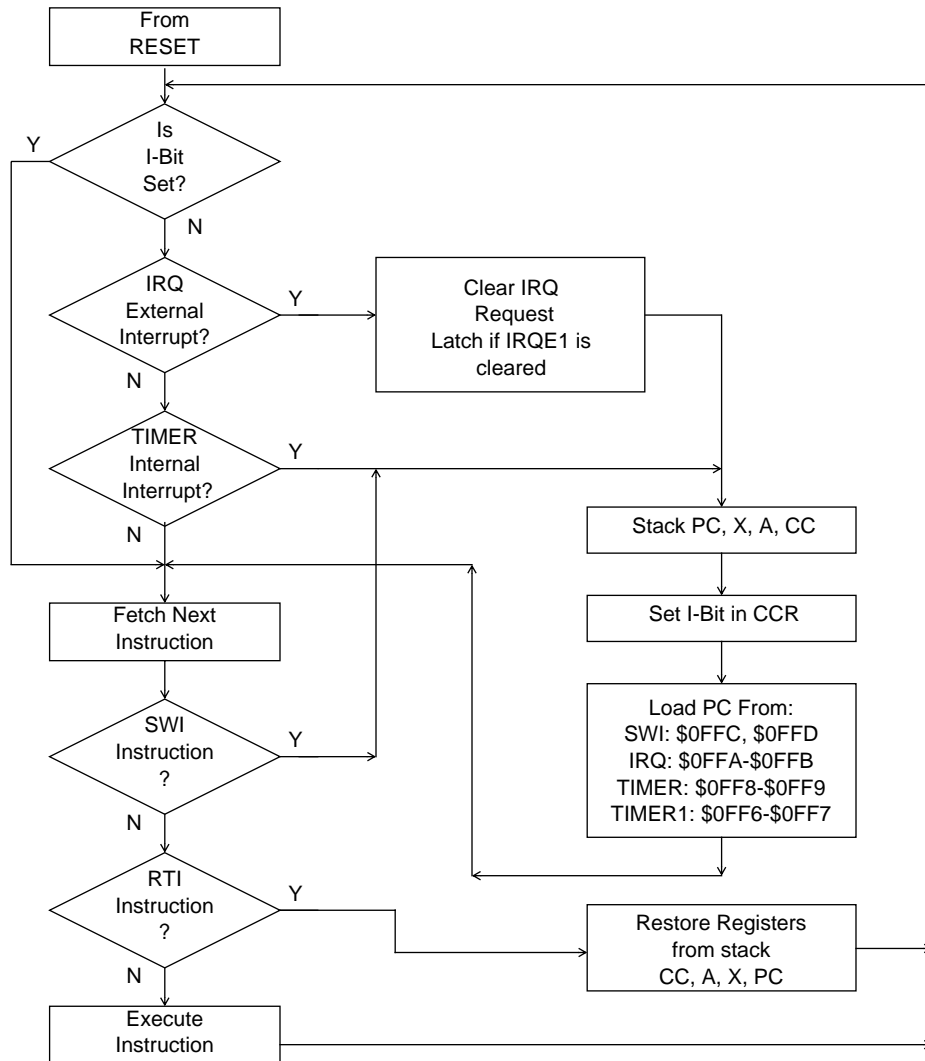 From
RESET
Is
I-Bit
Set?
Y
N
IRQ
External
Interrupt?
Y
N
Clear IRQ
Request
Latch if IRQE1 is
cleared
TIMER
Internal
Interrupt?
Y
N
Stack PC, X, A, CC
Set I-Bit in CCR
Load PC From:
SWI: $0FFC, $0FFD
IRQ: $0FFA-$0FFB
TIMER: $0FF8-$0FF9
TIMER1: $0FF6-$0FF7
Fetch Next
Instruction
SWI
Instruction
?
Y
N
RTI
Instruction
?
Y
N
Restore Registers
from stack
CC, A, X, PC
Execute
Instruction